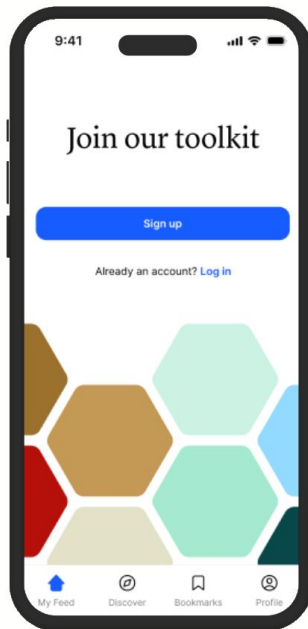 9:41
Join our toolkit
Sign up
Already an account? Log in
My Feed Discover Bookmarks Profile